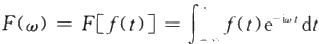 F(ω) = F[f(t)] = ∫ f(t)e^{-iωt}dt